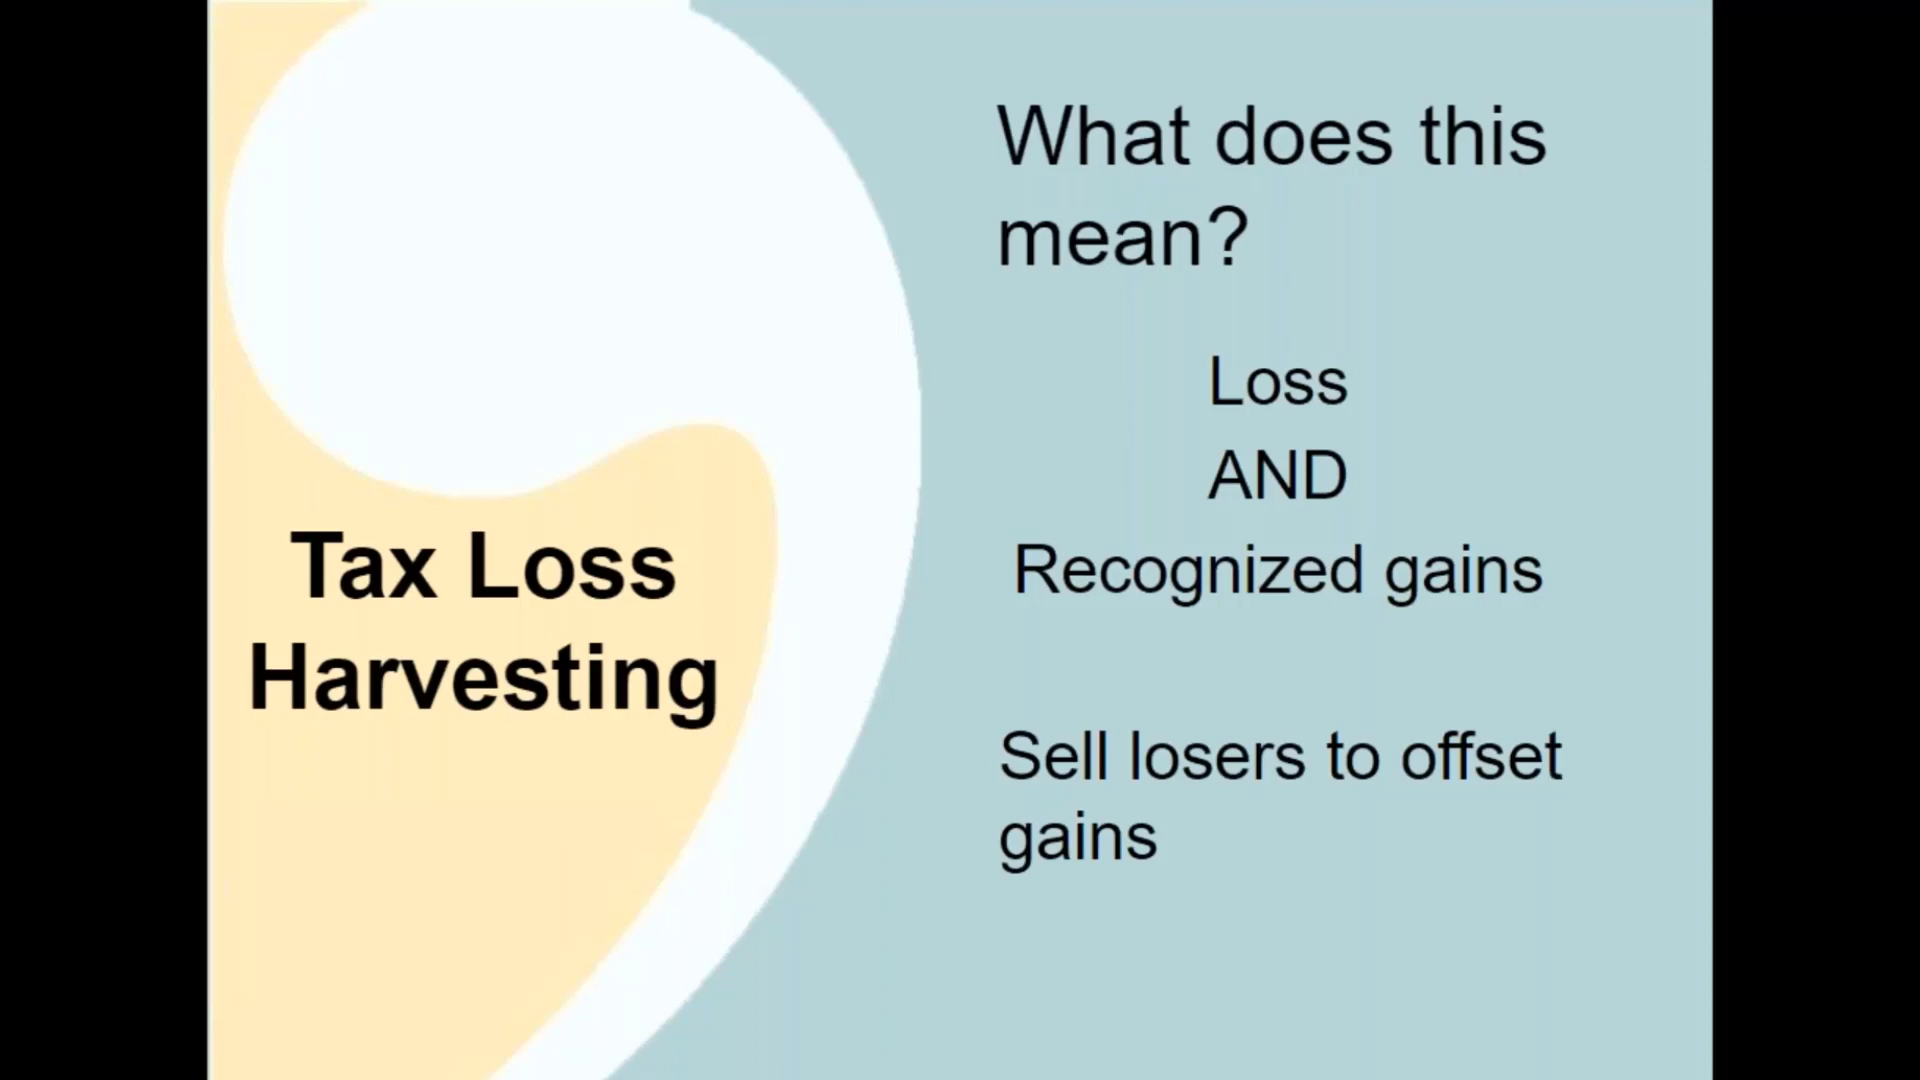 Tax Loss
Harvesting
What does this
mean?
Loss
AND
Recognized gains
Sell losers to offset
gains